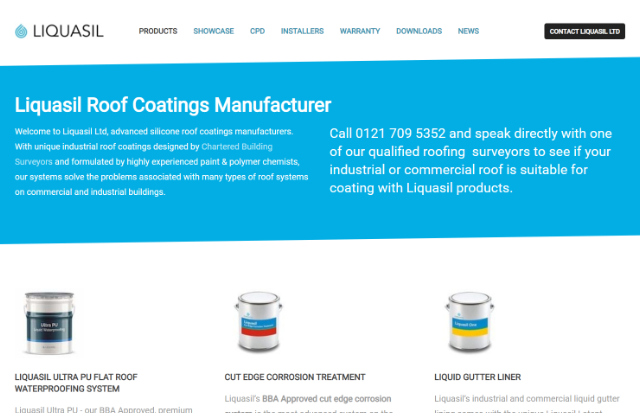 LIQUASIL
PRODUCTS SHOWCASE CPD INSTALLERS WARRANTY DOWNLOADS NEWS
CONTACT LIQUASIL LTD
Liquasil Roof Coatings Manufacturer
Welcome to Liquasil Ltd, advanced silicone roof coatings manufacturers.
With unique industrial roof coatings designed by Chartered Building
Surveyors and formulated by highly experienced paint & polymer chemists,
our systems solve the problems associated with many types of roof systems
on commercial and industrial buildings.
Call 0121 709 5352 and speak directly with one
of our qualified roofing surveyors to see if your
industrial or commercial roof is suitable for
coating with Liquasil products.
Ultra PU
Liquasil
Liquasil
LIQUASIL ULTRA PU FLAT ROOF
WATERPROOFING SYSTEM
Liquasil Ultra PU - our BBA Approved, premium
CUT EDGE CORROSION TREATMENT
Liquasil's BBA Approved cut edge corrosion
system is the most advanced system on the
LIQUID GUTTER LINER
Liquasil's industrial and commercial liquid gutter
lining comes with the unique Liquasil